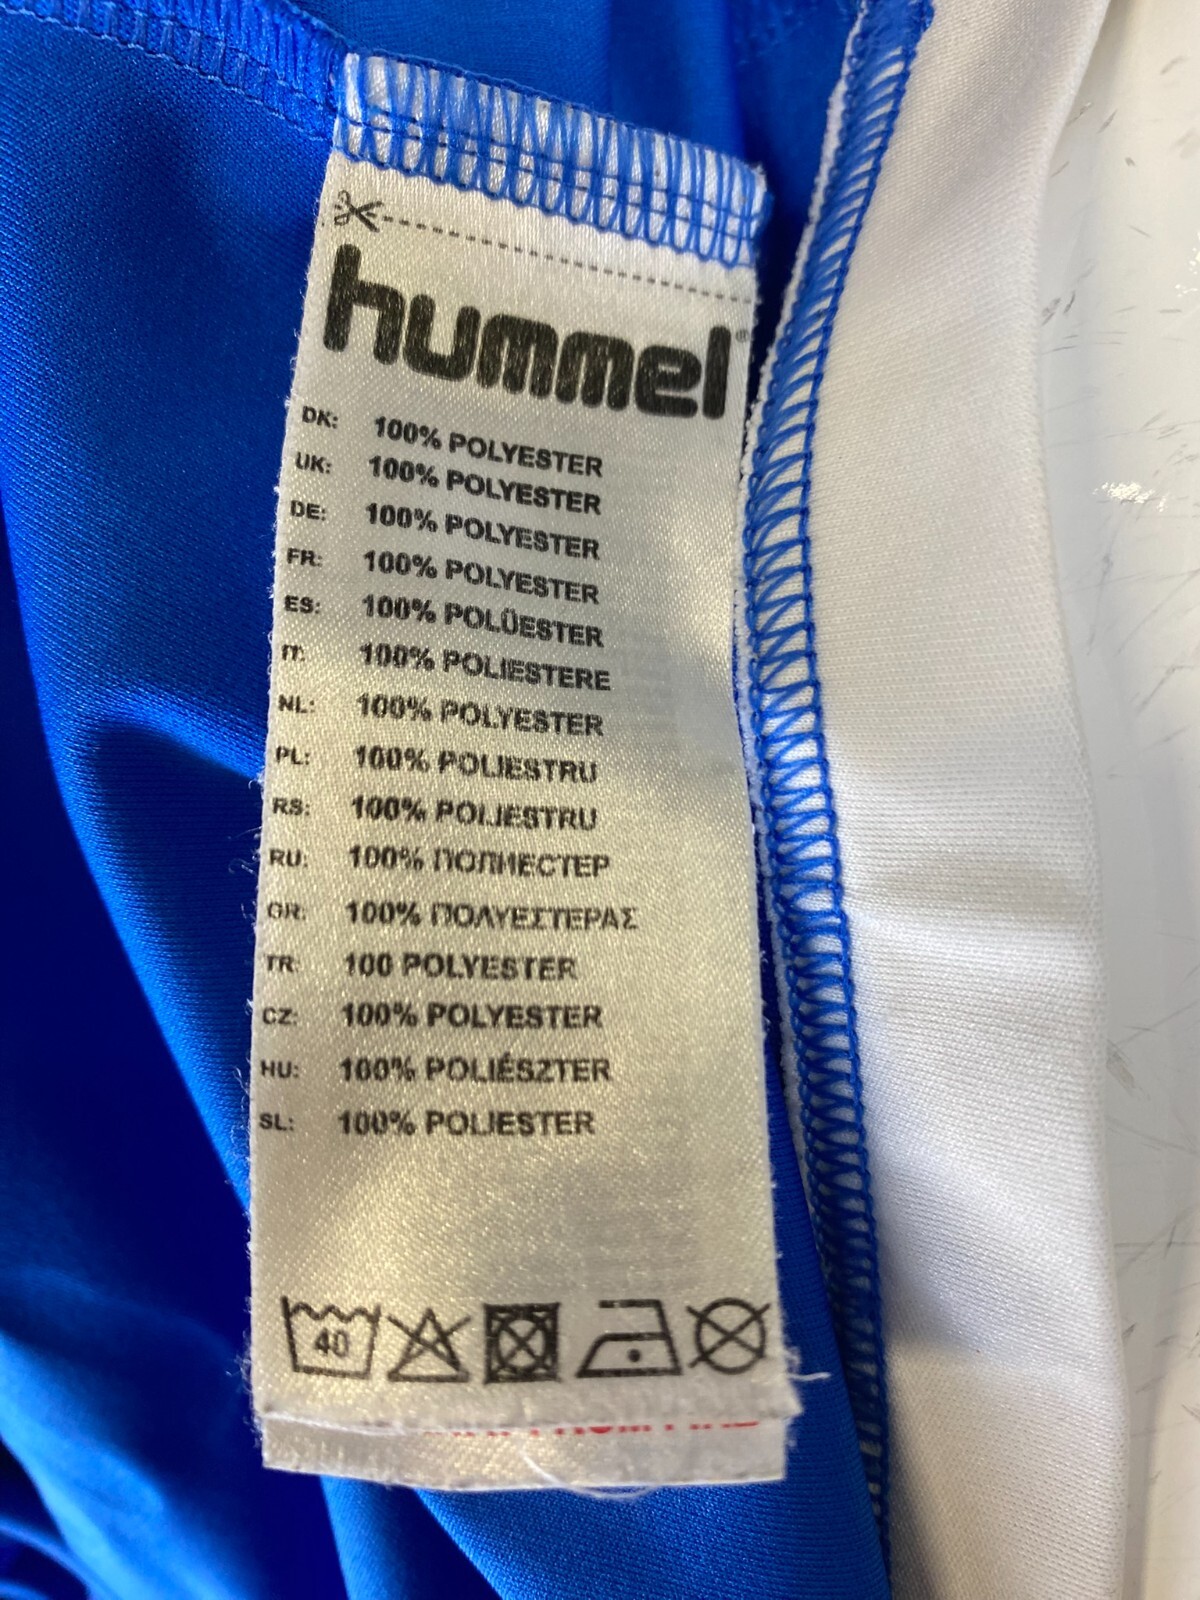 hummel®
DK: 100% POLYESTER
UK: 100% POLYESTER
DE: 100% POLYESTER
FR: 100% POLYESTER
ES: 100% POLÜESTER
IT: 100% POLIESTERE
NL: 100% POLYESTER
PL: 100% POLIESTRU
RS: 100% POLIESTRU
RU: 100% ПОЛИЕСТЕР
GR: 100% ΠΟΛΥΕΣΤΕΡΑΣ
TR: 100 POLYESTER
CZ: 100% POLYESTER
HU: 100% POLIÉSZTER
SL: 100% POLIESTER
40